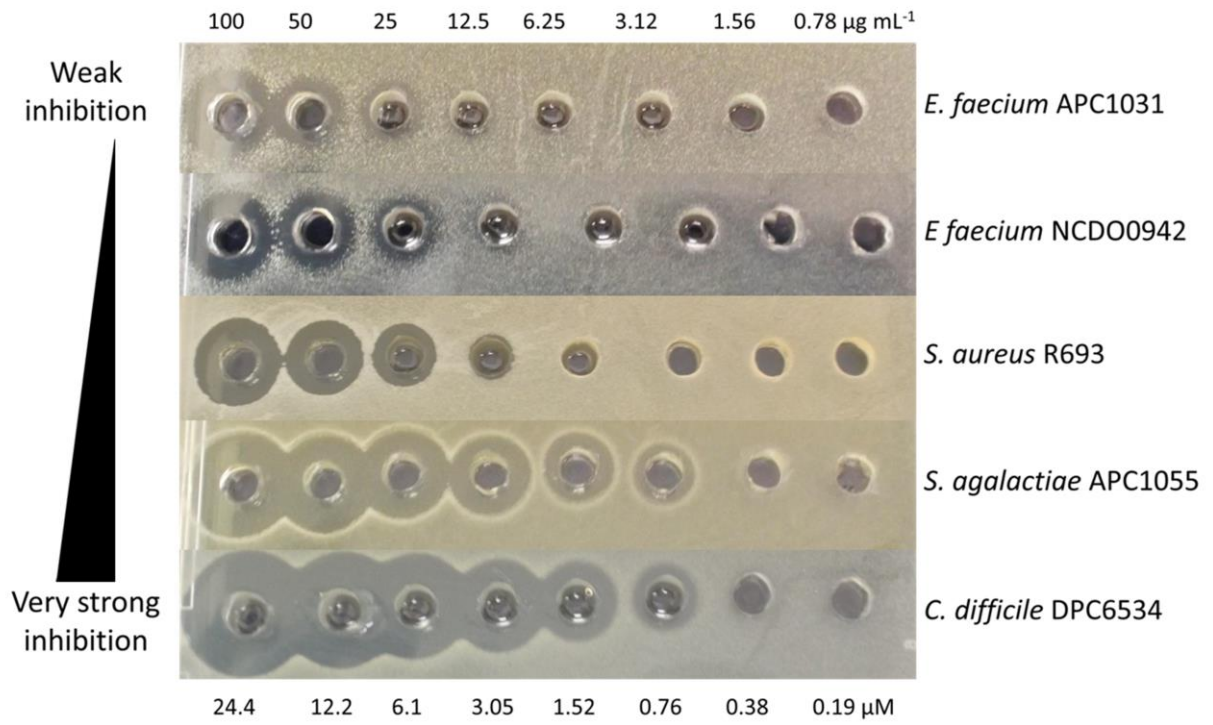 100 50 25 12.5 6.25 3.12 1.56 0.78 µg mL⁻¹
Weak
inhibition
E. faecium APC1031
E faecium NCDO0942
S. aureus R693
S. agalactiae APC1055
C. difficile DPC6534
Very strong
inhibition
24.4 12.2 6.1 3.05 1.52 0.76 0.38 0.19 µM